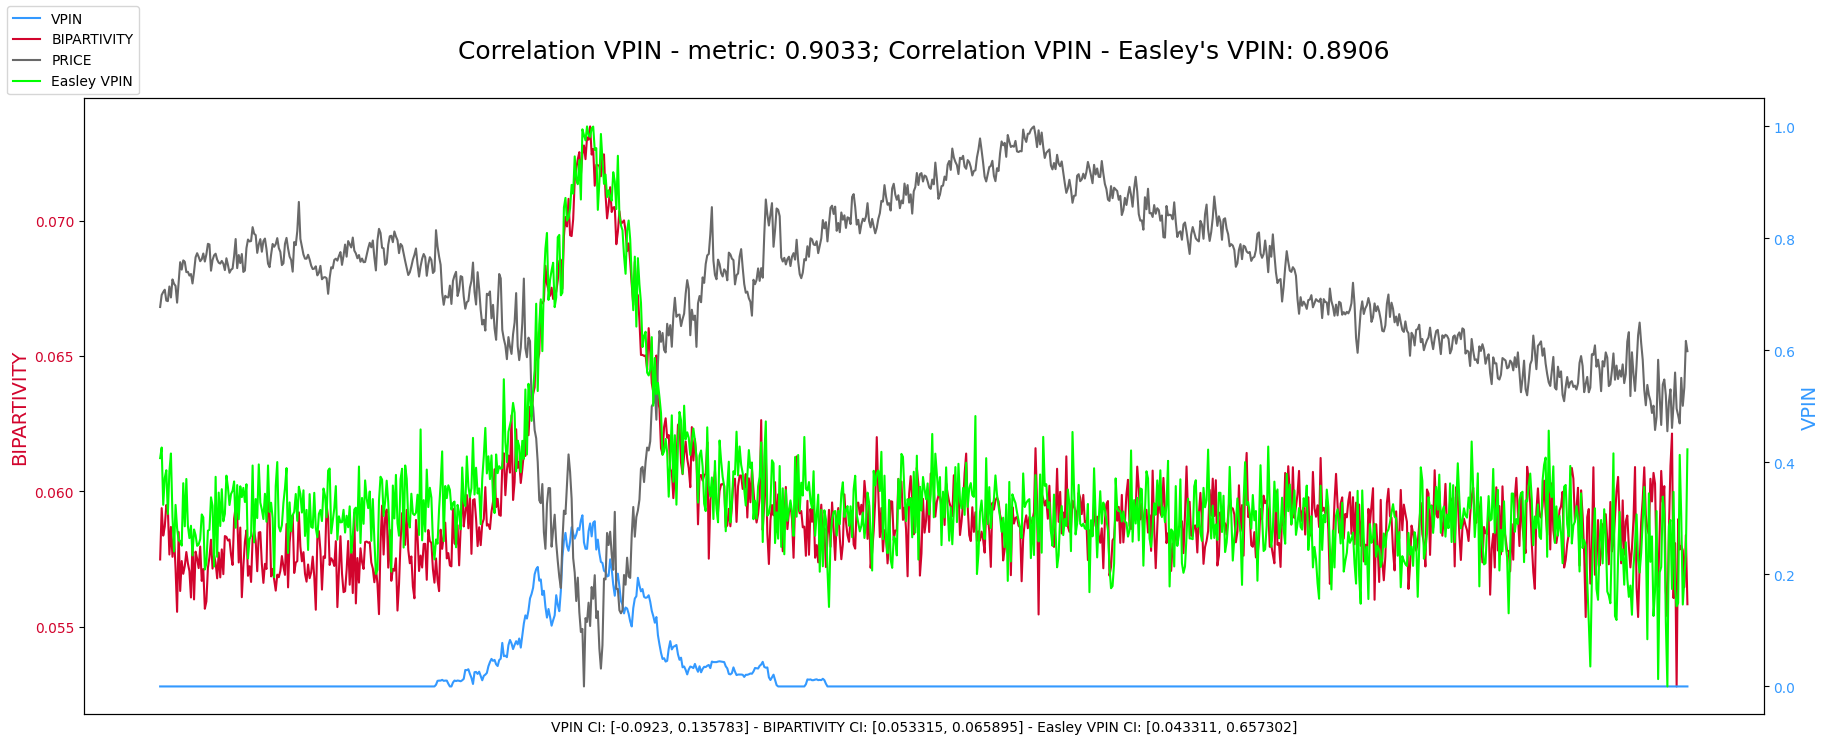 VPIN
BIPARTIVITY
PRICE
Easley VPIN
Correlation VPIN - metric: 0.9033; Correlation VPIN - Easley's VPIN: 0.8906
BIPARTIVITY
0.070
0.065
0.060
0.055
1.0
0.8
0.6
0.4
0.2
0.0
VPIN
VPIN CI: [-0.0923, 0.135783] - BIPARTIVITY CI: [0.053315, 0.065895] - Easley VPIN CI: [0.043311, 0.657302]